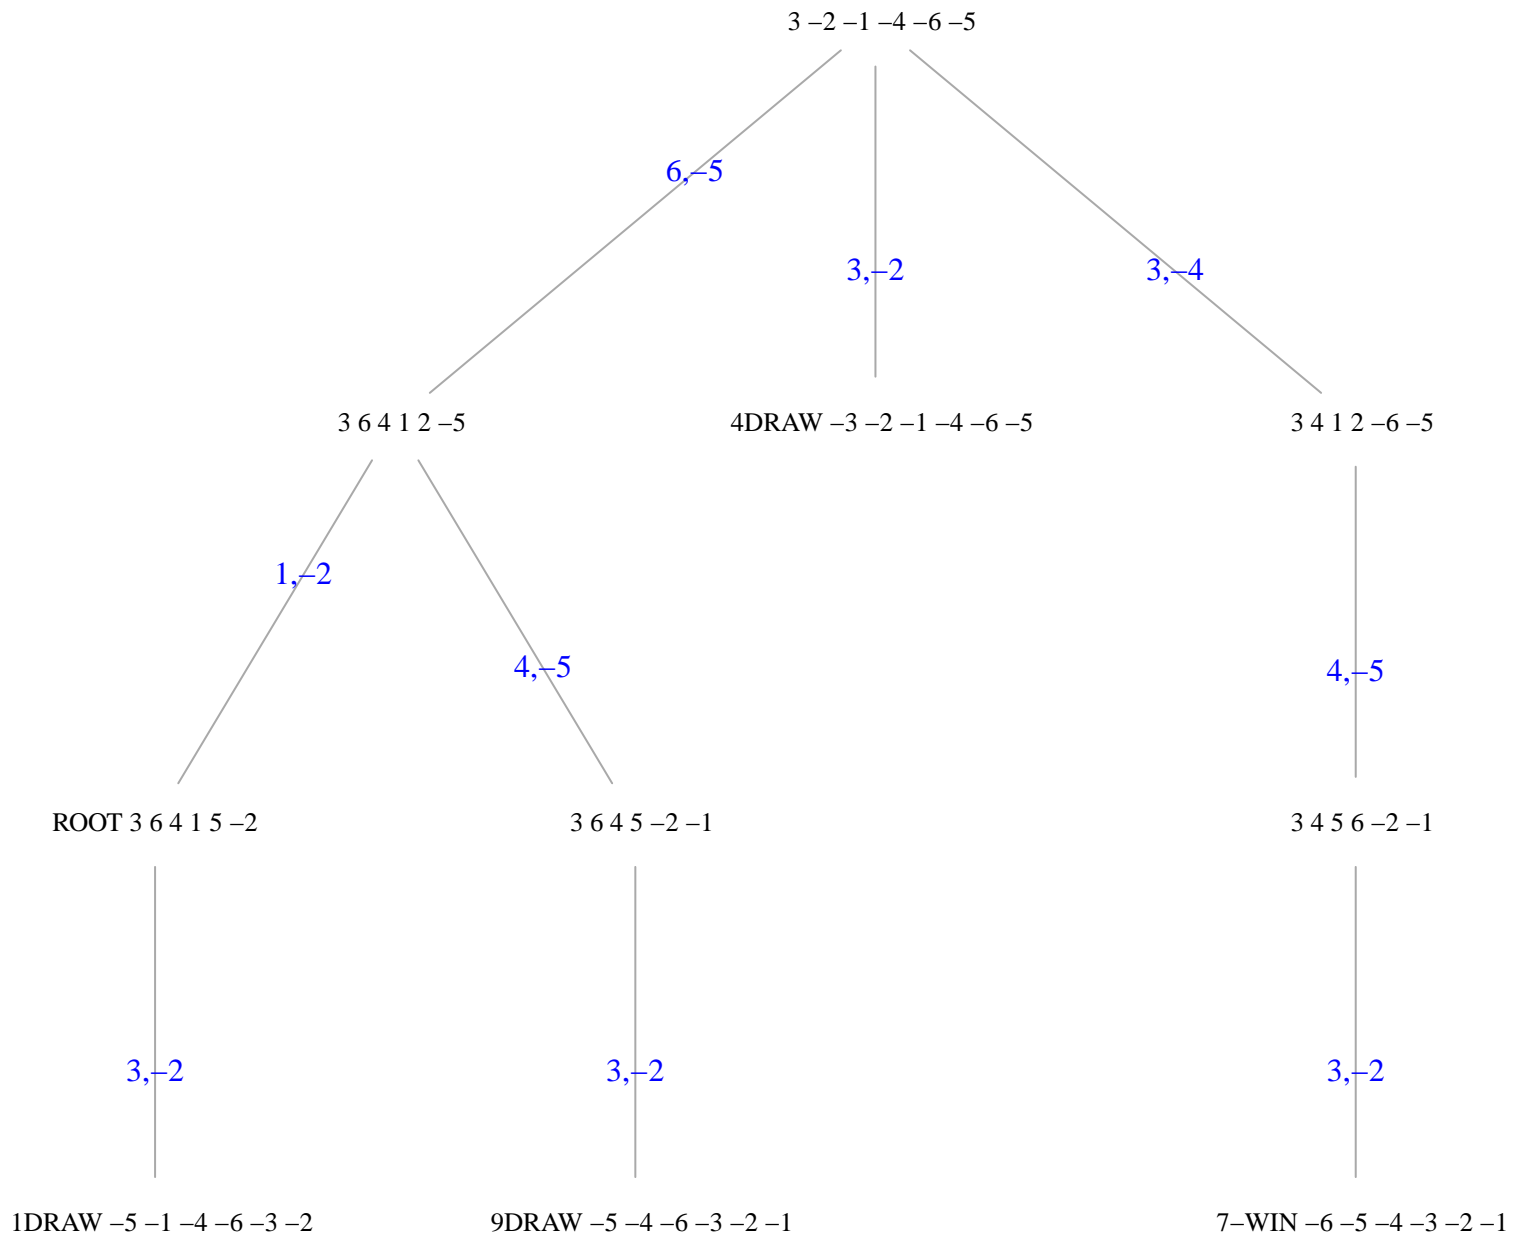 3 –2 –1 –4 –6 –5
6,–5
3,–2
3,–4
3 6 4 1 2 –5
4DRAW –3 –2 –1 –4 –6 –5
3 4 1 2 –6 –5
1,–2
4,–5
4,–5
ROOT 3 6 4 1 5 –2
3 6 4 5 –2 –1
3 4 5 6 –2 –1
3,–2
3,–2
3,–2
1DRAW –5 –1 –4 –6 –3 –2
9DRAW –5 –4 –6 –3 –2 –1
7–WIN –6 –5 –4 –3 –2 –1